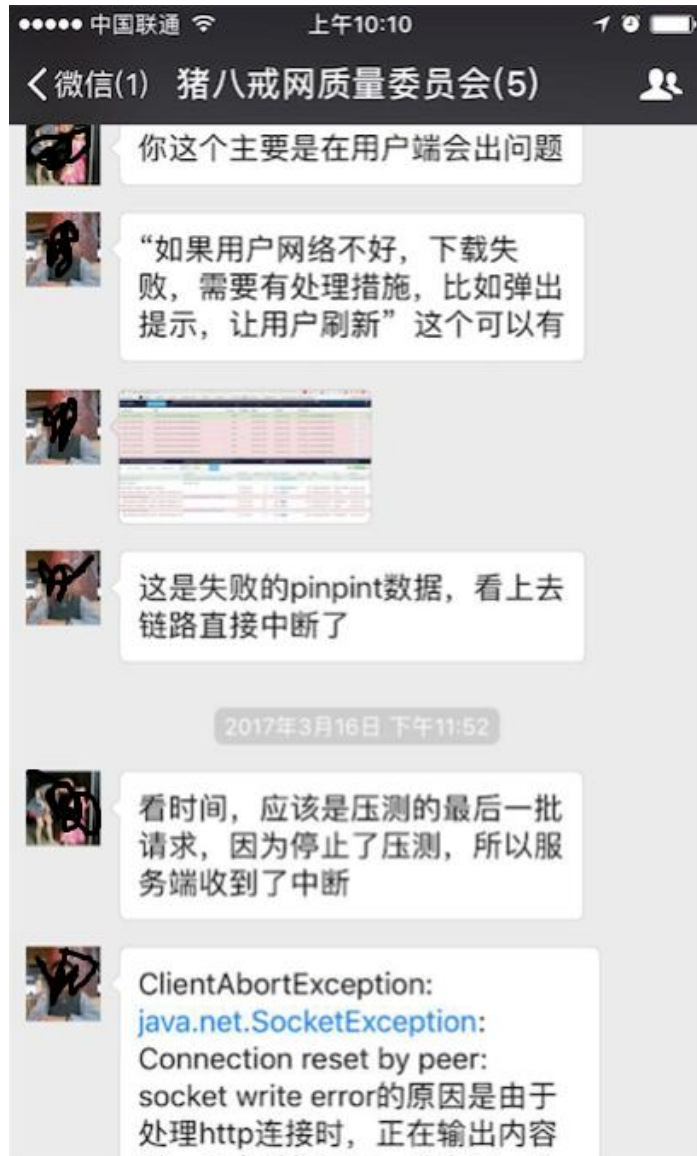 中国联通 上午10:10
微信(1) 猪八戒网质量委员会(5)
你这个主要是在用户端会出问题
“如果用户网络不好，下载失
败，需要有处理措施，比如弹出
提示，让用户刷新”这个可以有
这是失败的pinpint数据，看上去
链路直接中断了
2017年3月16日 下午11:52
看时间，应该是压测的最后一批
请求，因为停止了压测，所以服
务端收到了中断
ClientAbortException:
java.net.SocketException:
Connection reset by peer:
socket write error的原因是由于
处理http连接时，正在输出内容